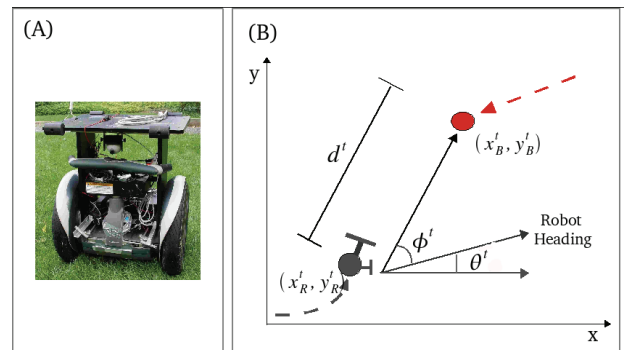 (A)
(B)
y
d^t
(x_B^t, y_B^t)
Robot
Heading
ϕ^t
θ^t
(x_R^t, y_R^t)
x